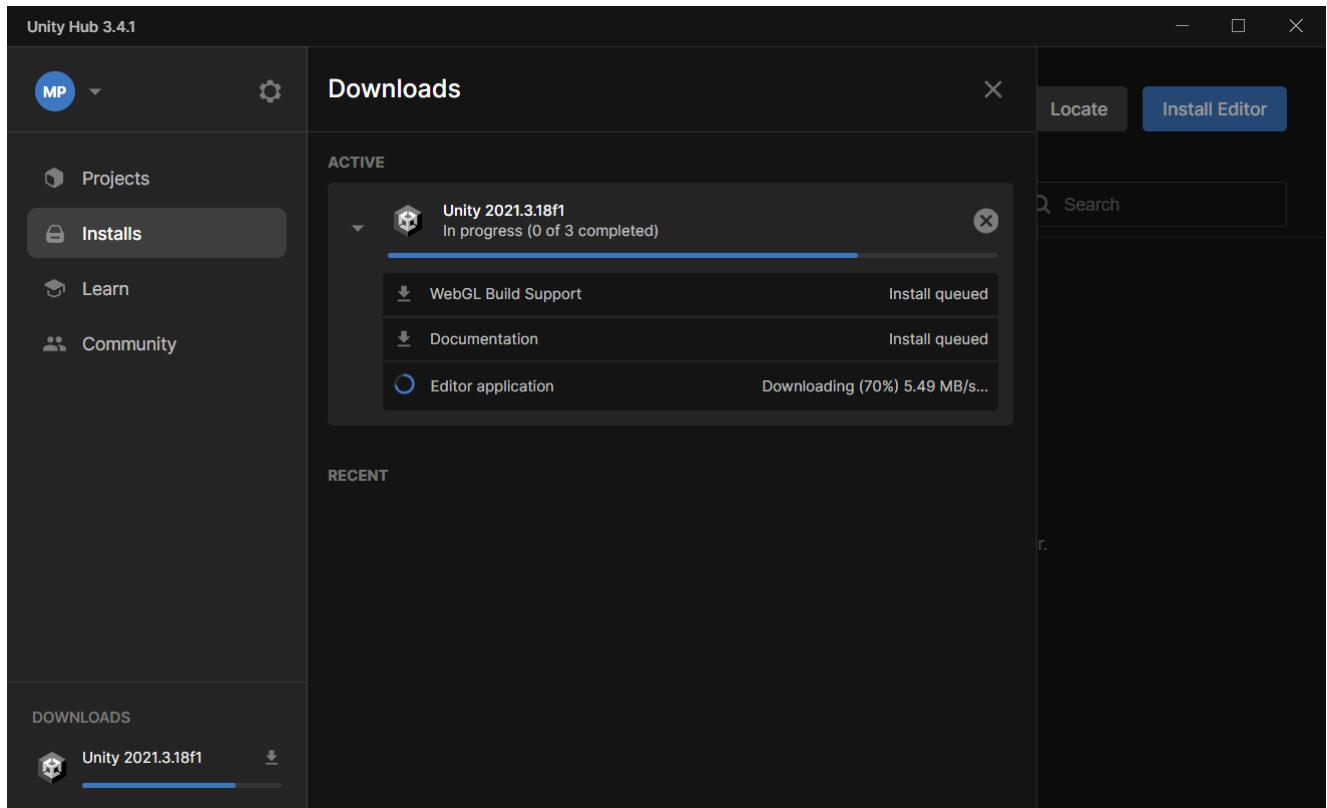 Unity Hub 3.4.1
MP
Projects
Installs
Learn
Community
DOWNLOADS
Unity 2021.3.18f1
Downloads
ACTIVE
Unity 2021.3.18f1
In progress (0 of 3 completed)
WebGL Build Support Install queued
Documentation Install queued
Editor application Downloading (70%) 5.49 MB/s...
RECENT
Locate Install Editor
Search
r.